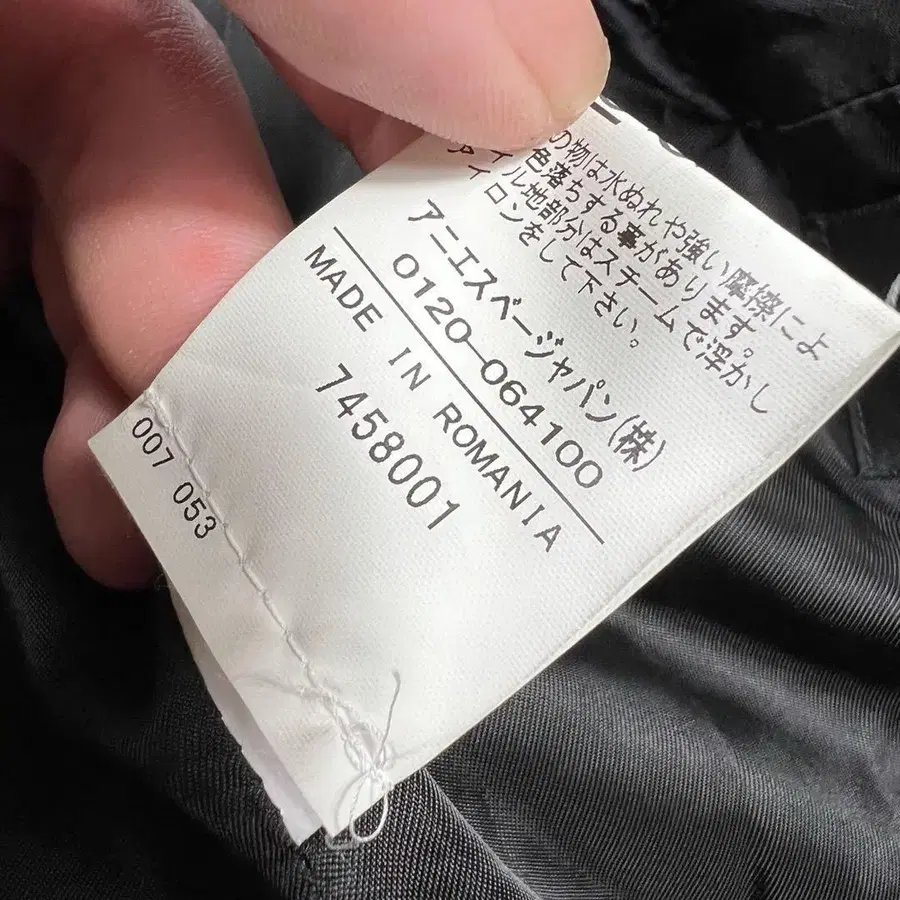 の物は水ぬれや強い摩擦によ
色落ちする事があります。
イル地部分はスチームで浮かし
アイロンをして下さい。
アニエスベージャパン(株)
0120-064100
MADE IN ROMANIA
7458001
007 053